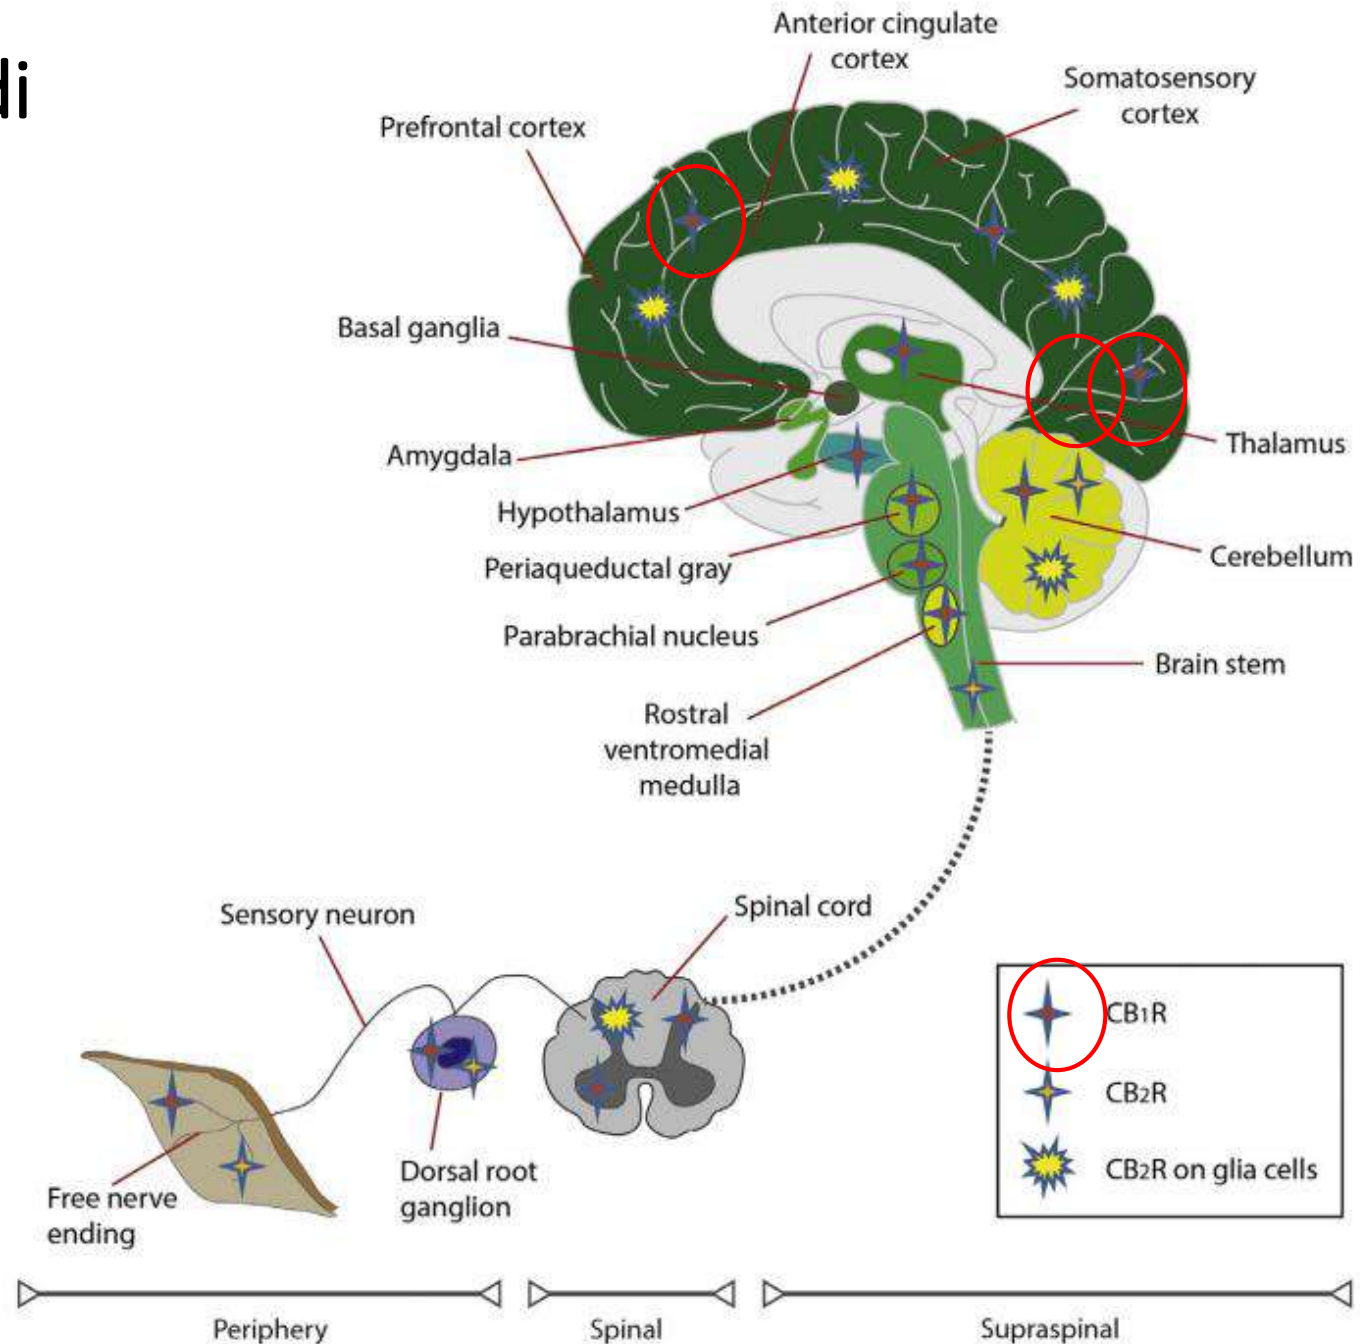 di
Anterior cingulate
cortex
Somatosensory
cortex
Prefrontal cortex
Basal ganglia
Amygdala
Thalamus
Hypothalamus
Periaqueductal gray
Cerebellum
Parabrachial nucleus
Brain stem
Rostral
ventromedial
medulla
Sensory neuron
Spinal cord
CB1R
CB2R
CB2R on glia cells
Dorsal root
ganglion
Free nerve
ending
Periphery
Spinal
Supraspinal